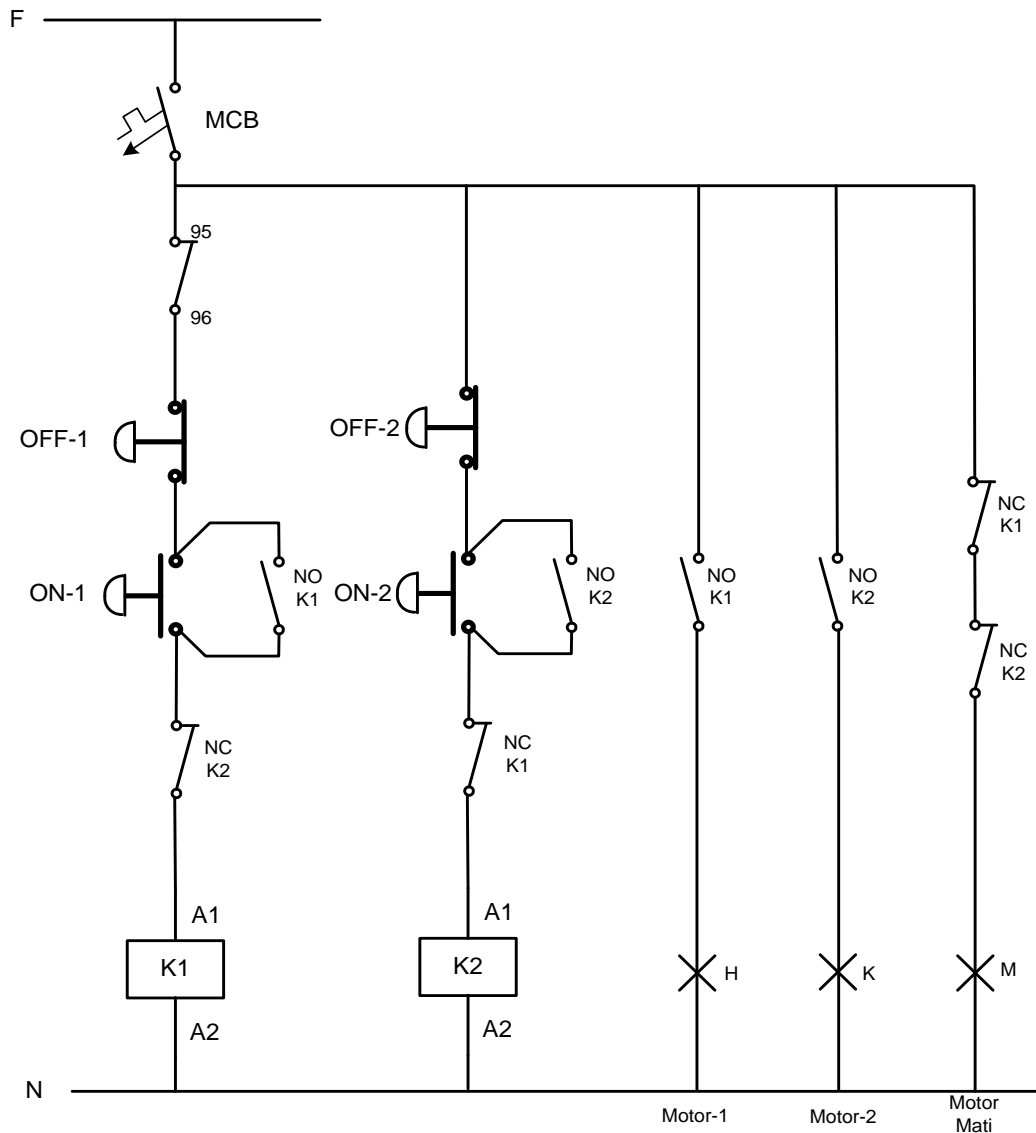 F
MCB
95
96
OFF-1
OFF-2
NC
K1
ON-1
NO
K1
ON-2
NO
K2
NO
K1
NO
K2
NC
K2
NC
K2
NC
K1
A1
A1
K1
K2
H
K
M
A2
A2
N
Motor-1
Motor-2
Motor
Mati